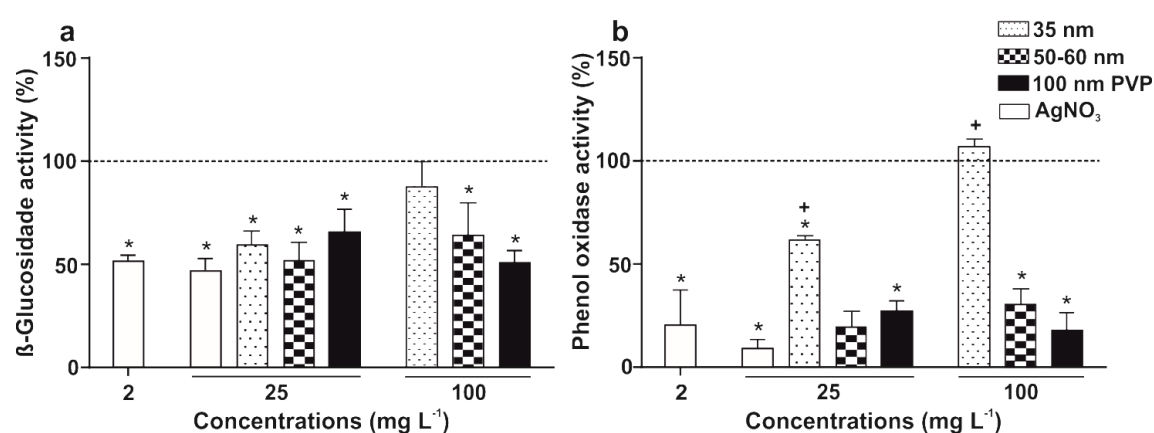 a
150
100
50
0
ß-Glucosidade activity (%)
*
*
*
*
*
*
*
2
25
100
Concentrations (mg L-1)
b
150
100
50
0
Phenol oxidase activity (%)
*
*
+
*
*
+
*
*
2
25
100
Concentrations (mg L-1)
35 nm
50-60 nm
100 nm PVP
AgNO3